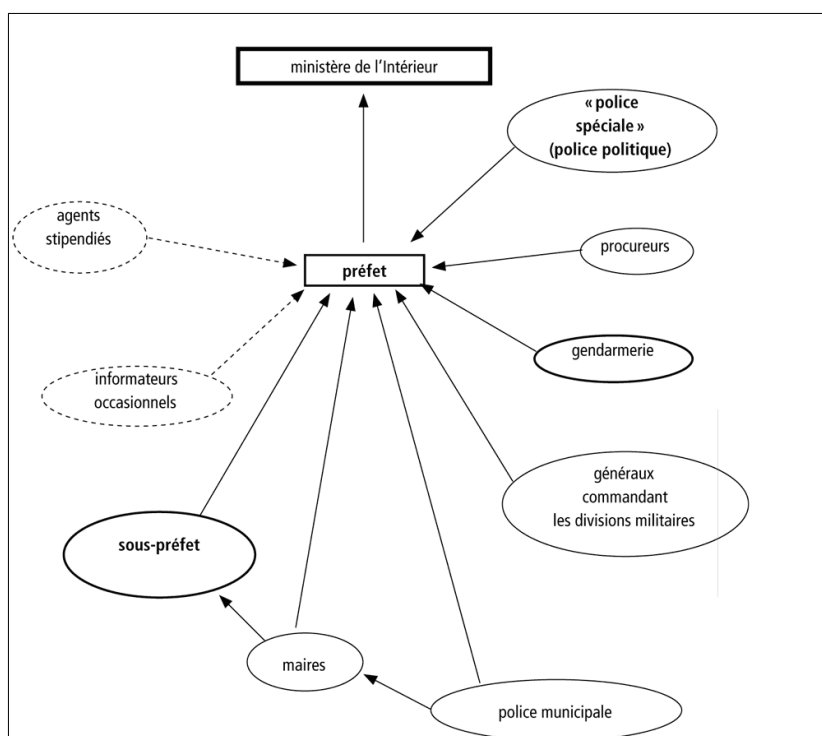 ministère de l’Intérieur
« police
spéciale »
(police politique)
agents
stipendiés
procureurs
préfet
gendarmerie
informateurs
occasionnels
généraux
commandant
les divisions militaires
sous-préfet
maires
police municipale